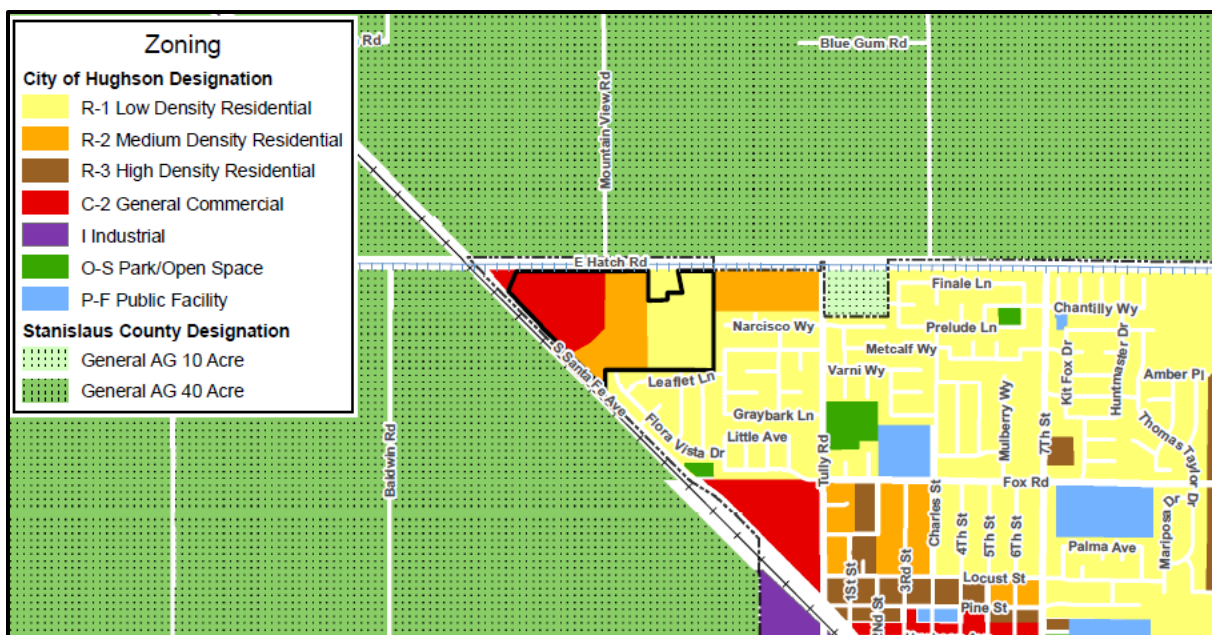 Zoning
City of Hughson Designation
R-1 Low Density Residential
R-2 Medium Density Residential
R-3 High Density Residential
C-2 General Commercial
I Industrial
O-S Park/Open Space
P-F Public Facility
Stanislaus County Designation
General AG 10 Acre
General AG 40 Acre
Rd
Blue Gum Rd
Mountain View Rd
E Hatch Rd
Finale Ln
Chantilly Wy
Narcisco Wy
Prelude Ln
Metcalf Wy
S Santa Fe Ave
Leaflet Ln
Varni Wy
Kit Fox Dr
Huntmaster Dr
Amber Pl
Graybark Ln
Little Ave
Flora Vista Dr
Mulberry Wy
7Th St
Thomas Taylor Dr
Baldwin Rd
Tully Rd
Fox Rd
Charles St
4Th St
5Th St
6Th St
Mariposa Dr
Palma Ave
1St St
3Rd St
Locust St
2Nd St
Pine St